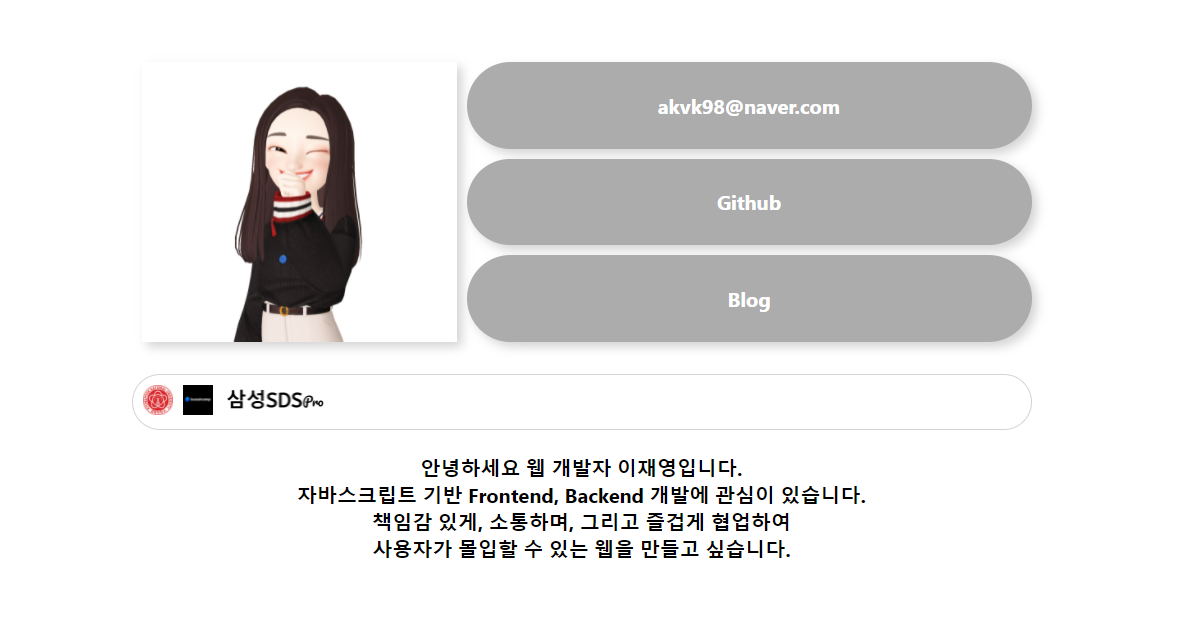 akvk98@naver.com
Github
Blog
삼성SDSPro
안녕하세요 웹 개발자 이재영입니다.
자바스크립트 기반 Frontend, Backend 개발에 관심이 있습니다.
책임감 있게, 소통하며, 그리고 즐겁게 협업하여
사용자가 몰입할 수 있는 웹을 만들고 싶습니다.